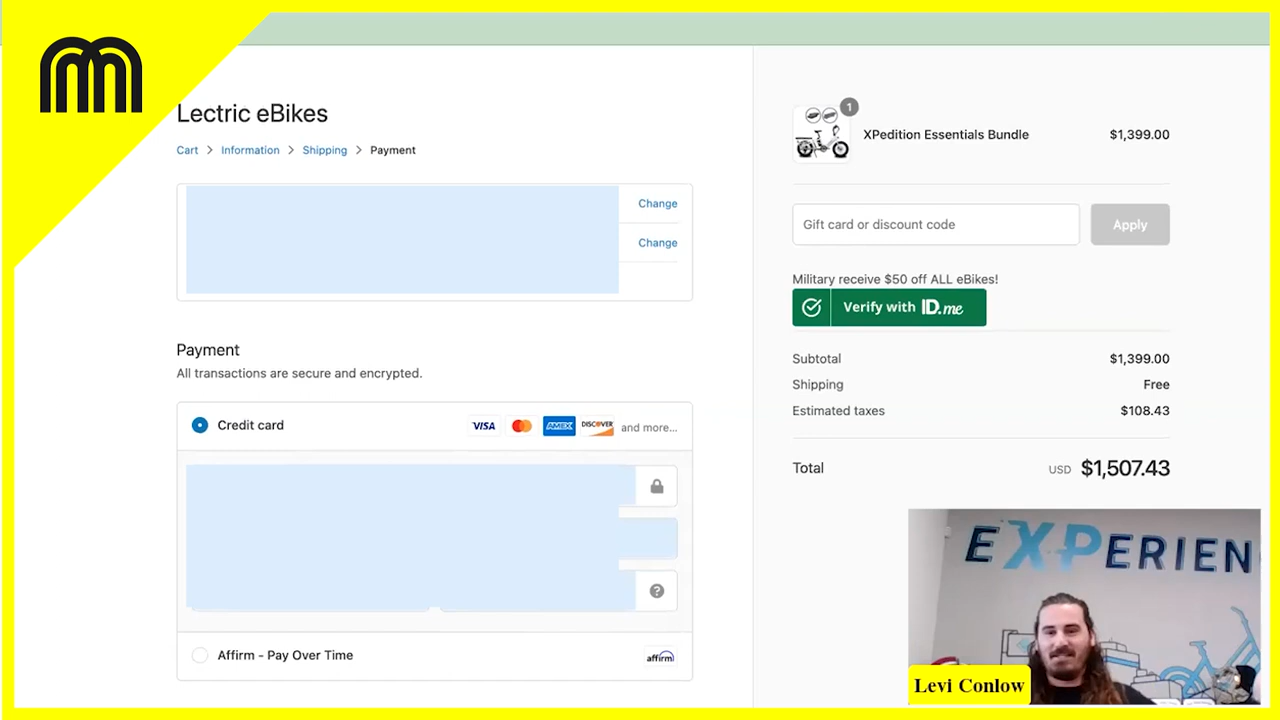 Lectric eBikes
Cart > Information > Shipping > Payment
Change
Change
Payment
All transactions are secure and encrypted.
Credit card
VISA
AMEX
DISCOVER
and more...
Affirm - Pay Over Time
affirm
1
XPedition Essentials Bundle $1,399.00
Gift card or discount code
Apply
Military receive $50 off ALL eBikes!
Verify with ID.me
Subtotal $1,399.00
Shipping Free
Estimated taxes $108.43
Total USD $1,507.43
EXPERIEN
Levi Conlow